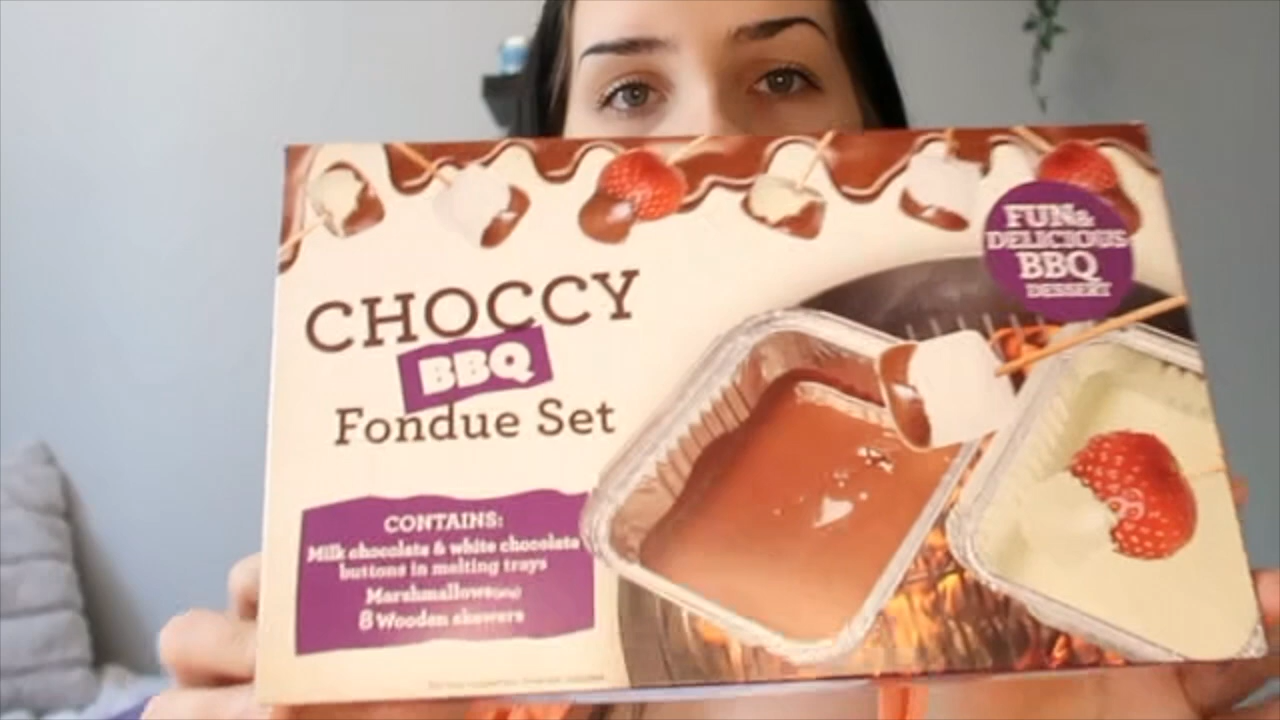 CHOCCY
BBQ
Fondue Set
FUN&
DELICIOUS
BBQ
DESSERT
CONTAINS:
Milk chocolate & white chocolate
buttons in melting trays
Marshmallows
8 Wooden skewers